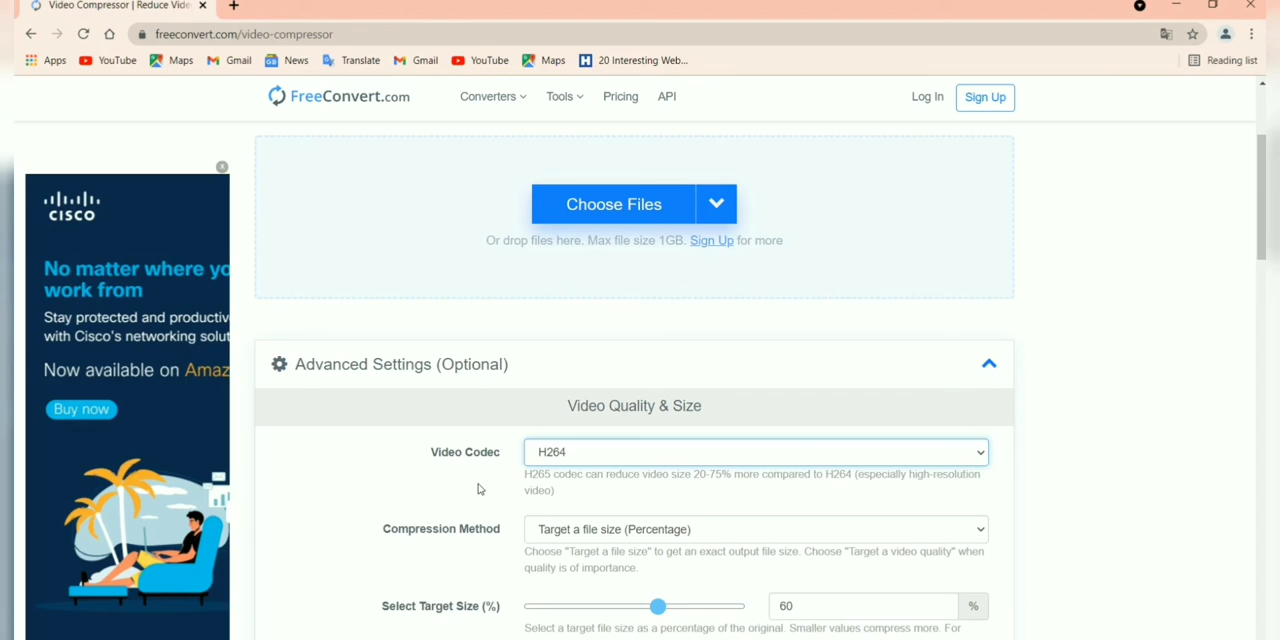 Video Compressor | Reduce Vide
freeconvert.com/video-compressor
Apps YouTube Maps Gmail News Translate Gmail YouTube Maps 20 Interesting Web... Reading list
FreeConvert.com Converters Tools Pricing API Log In Sign Up
Choose Files
Or drop files here. Max file size 1GB. Sign Up for more
CISCO
No matter where yo
work from
Stay protected and productiv
with Cisco's networking solut
Now available on Amaz
Buy now
Advanced Settings (Optional)
Video Quality & Size
Video Codec H264
H265 codec can reduce video size 20-75% more compared to H264 (especially high-resolution
video)
Compression Method Target a file size (Percentage)
Choose "Target a file size" to get an exact output file size. Choose "Target a video quality" when
quality is of importance.
Select Target Size (%) 60 %
Select a target file size as a percentage of the original. Smaller values compress more. For